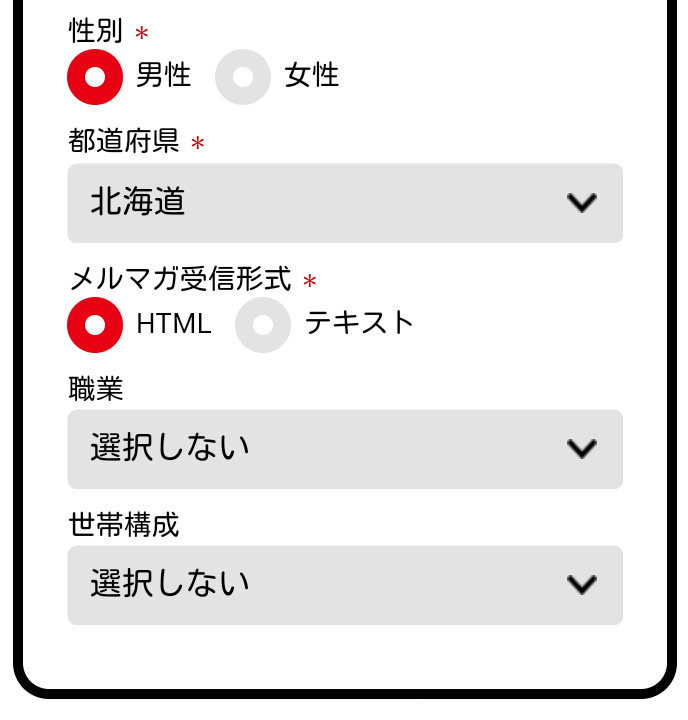 性別 *
男性 女性
都道府県 *
北海道
メルマガ受信形式 *
HTML テキスト
職業
選択しない
世帯構成
選択しない